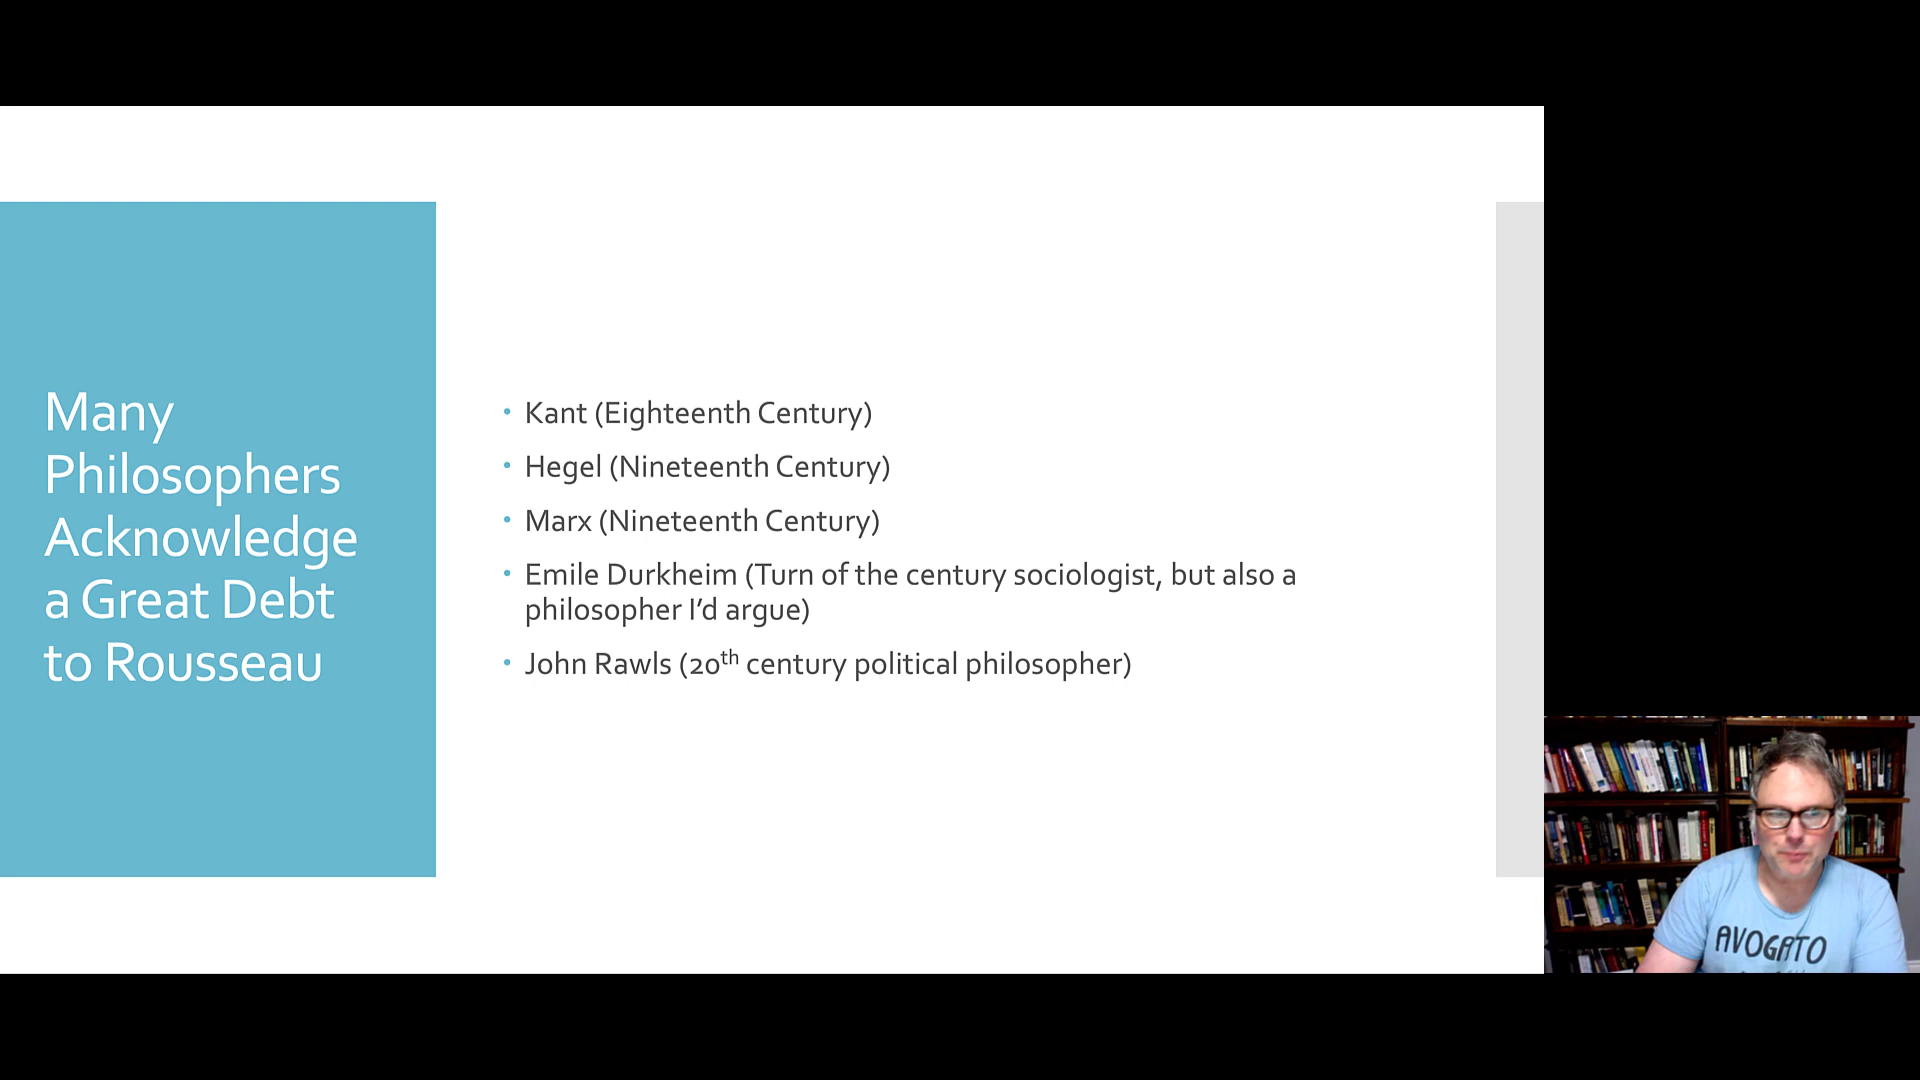 Many
Philosophers
Acknowledge
a Great Debt
to Rousseau
• Kant (Eighteenth Century)
• Hegel (Nineteenth Century)
• Marx (Nineteenth Century)
• Emile Durkheim (Turn of the century sociologist, but also a
philosopher I’d argue)
• John Rawls (20th century political philosopher)
AVOGATO